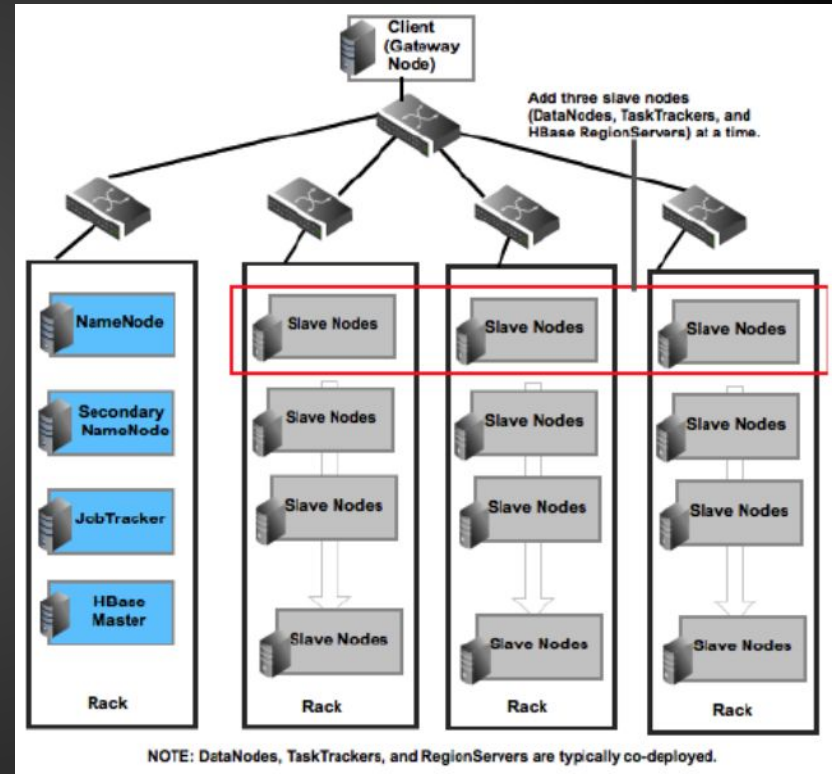 Client
(Gateway
Node)
Add three slave nodes
(DataNodes, TaskTrackers, and
HBase RegionServers) at a time.
NameNode
Secondary
NameNode
JobTracker
HBase
Master
Rack
Slave Nodes
Slave Nodes
Slave Nodes
Slave Nodes
Rack
Slave Nodes
Slave Nodes
Slave Nodes
Slave Nodes
Rack
Slave Nodes
Slave Nodes
Slave Nodes
Slave Nodes
Rack
NOTE: DataNodes, TaskTrackers, and RegionServers are typically co-deployed.